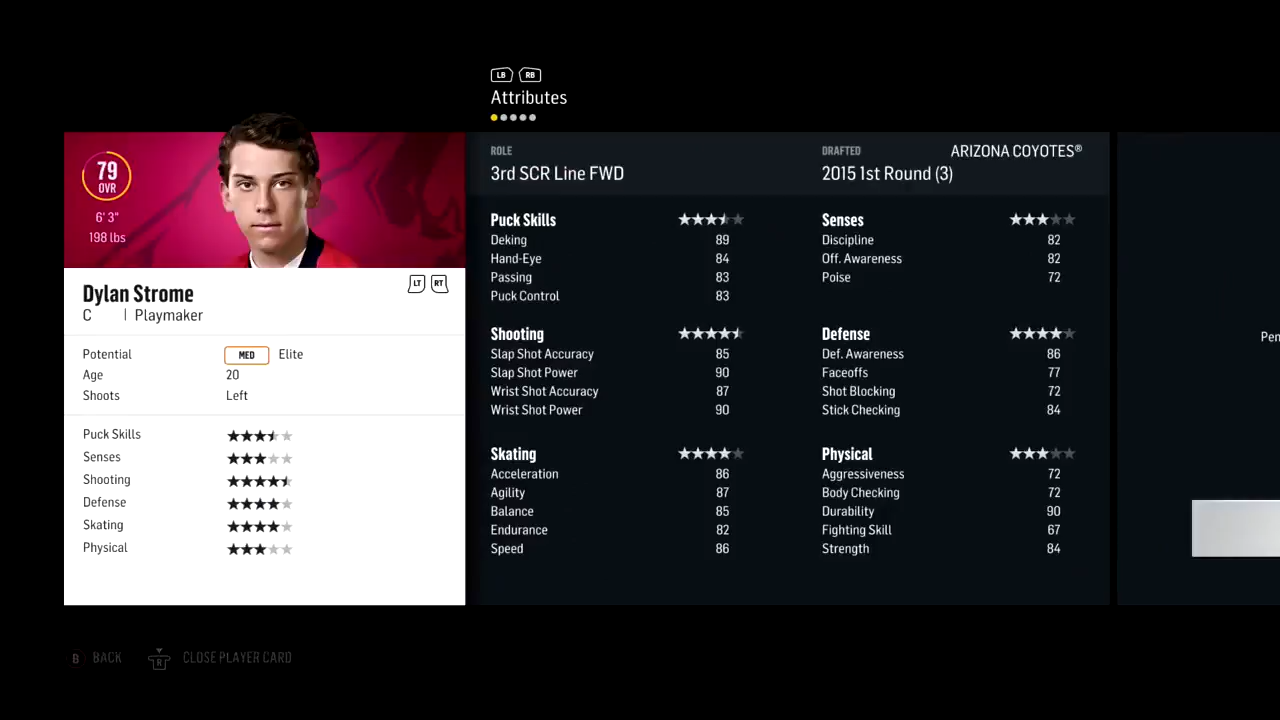 LB RB
Attributes
79
OVR
6' 3"
198 lbs
Dylan Strome
LT RT
C | Playmaker
Potential MED Elite
Age 20
Shoots Left
Puck Skills
Senses
Shooting
Defense
Skating
Physical
ROLE
3rd SCR Line FWD
DRAFTED
ARIZONA COYOTES®
2015 1st Round (3)
Puck Skills
Deking 89
Hand-Eye 84
Passing 83
Puck Control 83
Senses
Discipline 82
Off. Awareness 82
Poise 72
Shooting
Slap Shot Accuracy 85
Slap Shot Power 90
Wrist Shot Accuracy 87
Wrist Shot Power 90
Defense
Def. Awareness 86
Faceoffs 77
Shot Blocking 72
Stick Checking 84
Skating
Acceleration 86
Agility 87
Balance 85
Endurance 82
Speed 86
Physical
Aggressiveness 72
Body Checking 72
Durability 90
Fighting Skill 67
Strength 84
Pen
B BACK R CLOSE PLAYER CARD